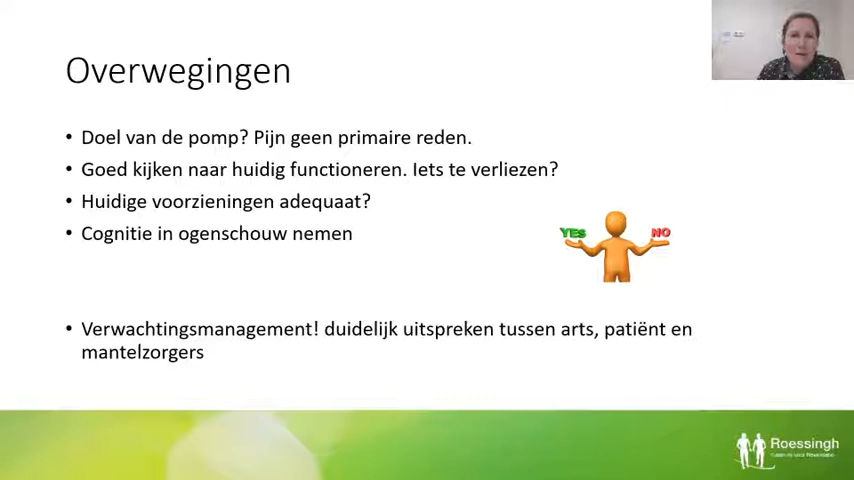 Overwegingen
• Doel van de pomp? Pijn geen primaire reden.
• Goed kijken naar huidig functioneren. Iets te verliezen?
• Huidige voorzieningen adequaat?
• Cognitie in ogenschouw nemen
YES
NO
• Verwachtingsmanagement! duidelijk uitspreken tussen arts, patiënt en
mantelzorgers
Roessingh